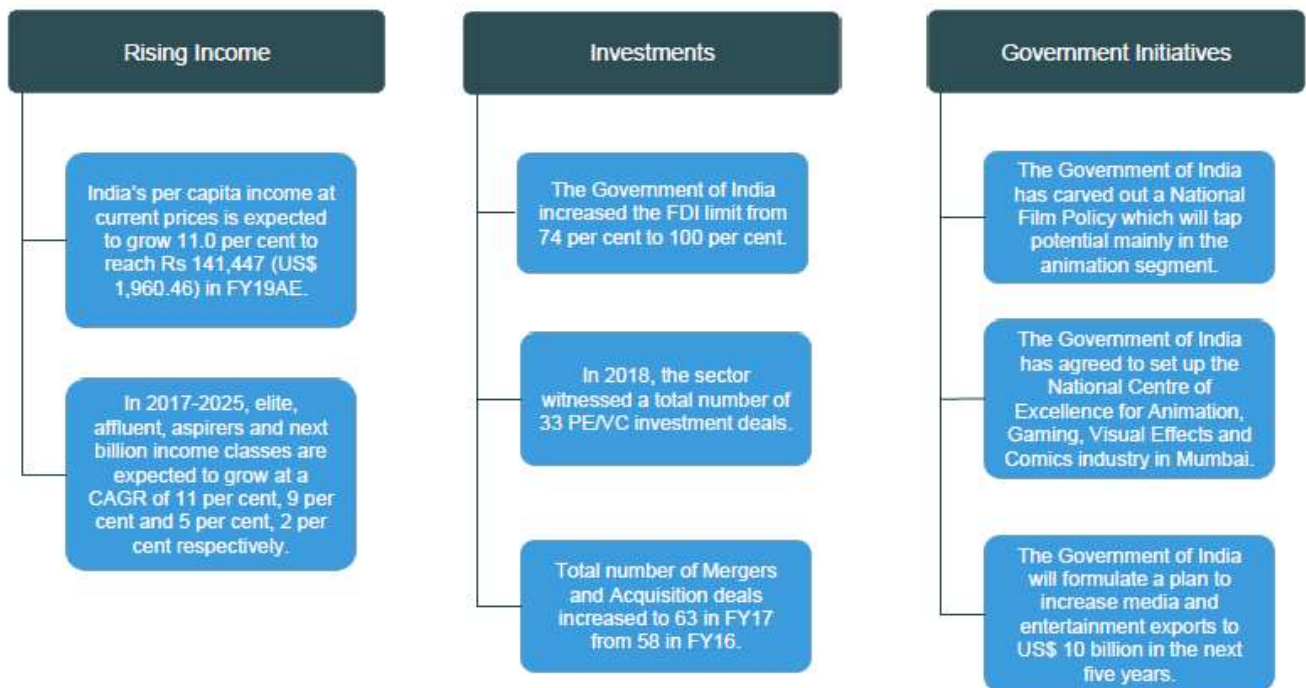 Rising Income
India's per capita income at
current prices is expected
to grow 11.0 per cent to
reach Rs 141,447 (US$
1,960.46) in FY19AE.
In 2017-2025, elite,
affluent, aspirers and next
billion income classes are
expected to grow at a
CAGR of 11 per cent, 9 per
cent and 5 per cent, 2 per
cent respectively.
Investments
The Government of India
increased the FDI limit from
74 per cent to 100 per cent.
In 2018, the sector
witnessed a total number of
33 PE/VC investment deals.
Total number of Mergers
and Acquisition deals
increased to 63 in FY17
from 58 in FY16.
Government Initiatives
The Government of India
has carved out a National
Film Policy which will tap
potential mainly in the
animation segment.
The Government of India
has agreed to set up the
National Centre of
Excellence for Animation,
Gaming, Visual Effects and
Comics industry in Mumbai.
The Government of India
will formulate a plan to
increase media and
entertainment exports to
US$ 10 billion in the next
five years.